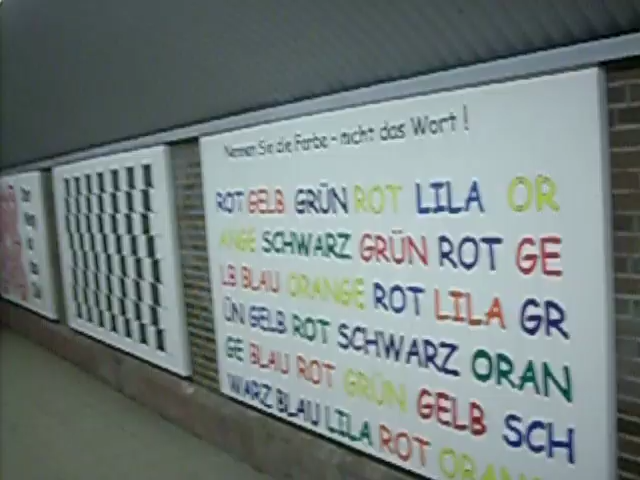 Nennen Sie die Farbe - nicht das Wort!
ROT GELB GRÜN ROT LILA OR
ANGE SCHWARZ GRÜN ROT GE
LB BLAU ORANGE ROT LILA GR
ÜN GELB ROT SCHWARZ ORAN
GE BLAU ROT GRÜN GELB SCH
WARZ BLAU LILA ROT ORANG